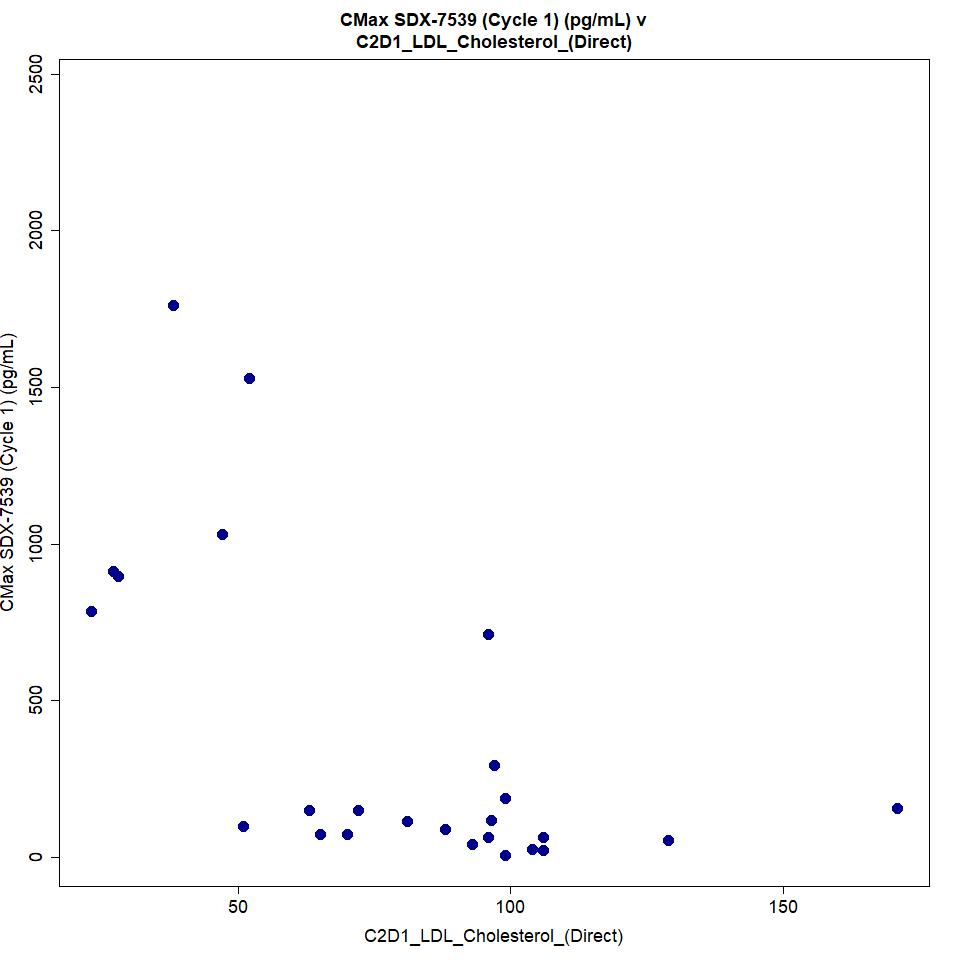 CMax SDX-7539 (Cycle 1) (pg/mL) v
C2D1_LDL_Cholesterol_(Direct)
2500
2000
1500
1000
500
0
CMax SDX-7539 (Cycle 1) (pg/mL)
50 100 150
C2D1_LDL_Cholesterol_(Direct)